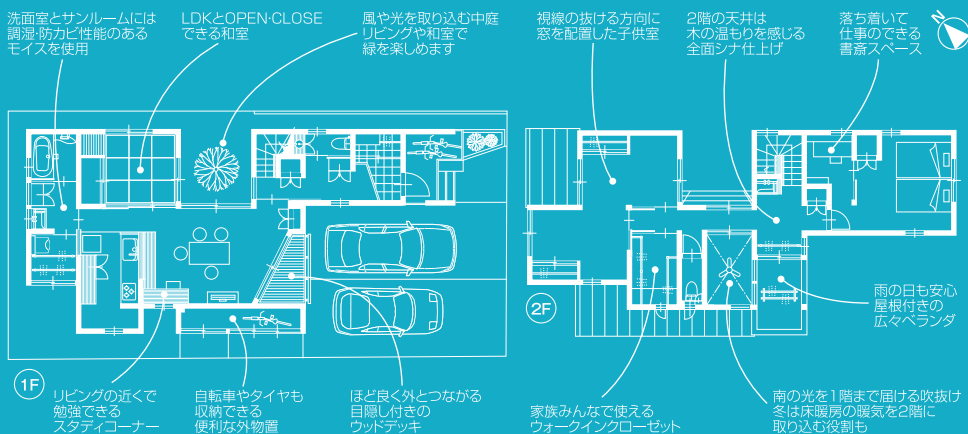 洗面室とサンルームには
調湿・防カビ性能のある
モイスを使用
LDKとOPEN・CLOSE
できる和室
風や光を取り込む中庭
リビングや和室で
緑を楽しめます
視線の抜ける方向に
窓を配置した子供室
2階の天井は
木の温もりを感じる
全面シナ仕上げ
落ち着いて
仕事のできる
書斎スペース
N
雨の日も安心
屋根付きの
広々ベランダ
1F
リビングの近くで
勉強できる
スタディコーナー
自転車やタイヤも
収納できる
便利な外物置
ほど良く外とつながる
目隠し付きの
ウッドデッキ
2F
家族みんなで使える
ウォークインクローゼット
南の光を1階まで届ける吹抜け
冬は床暖房の暖気を2階に
取り込む役割も